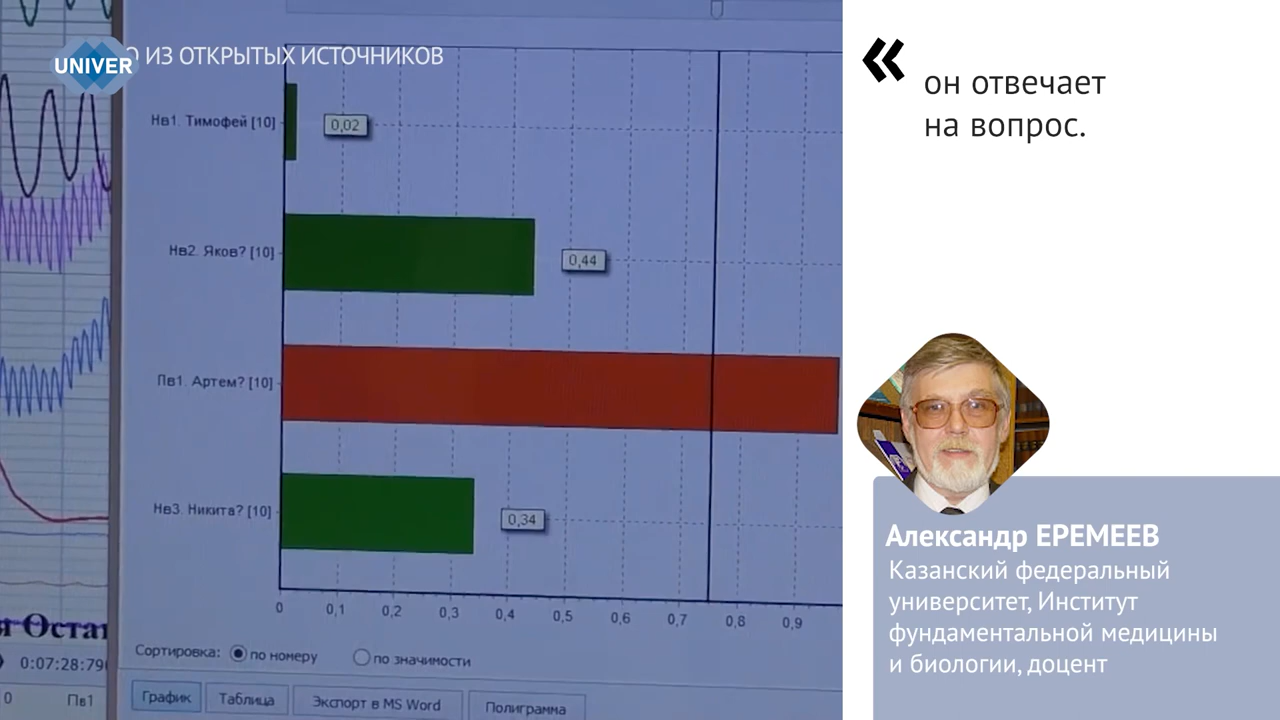 О ИЗ ОТКРЫТЫХ ИСТОЧНИКОВ
UNIVER
Нв1. Тимофей [10]
0,02
Нв2. Яков? [10]
0,44
Пв1. Артем? [10]
Нв3. Никита? [10]
0,34
0 0,1 0,2 0,3 0,4 0,5 0,6 0,7 0,8 0,9
Сортировка: по номеру по значимости
График Таблица Экспорт в MS Word Полиграмма
0:07:28:790
0 Пв1
«
он отвечает
на вопрос.
Александр ЕРЕМЕЕВ
Казанский федеральный
университет, Институт
фундаментальной медицины
и биологии, доцент